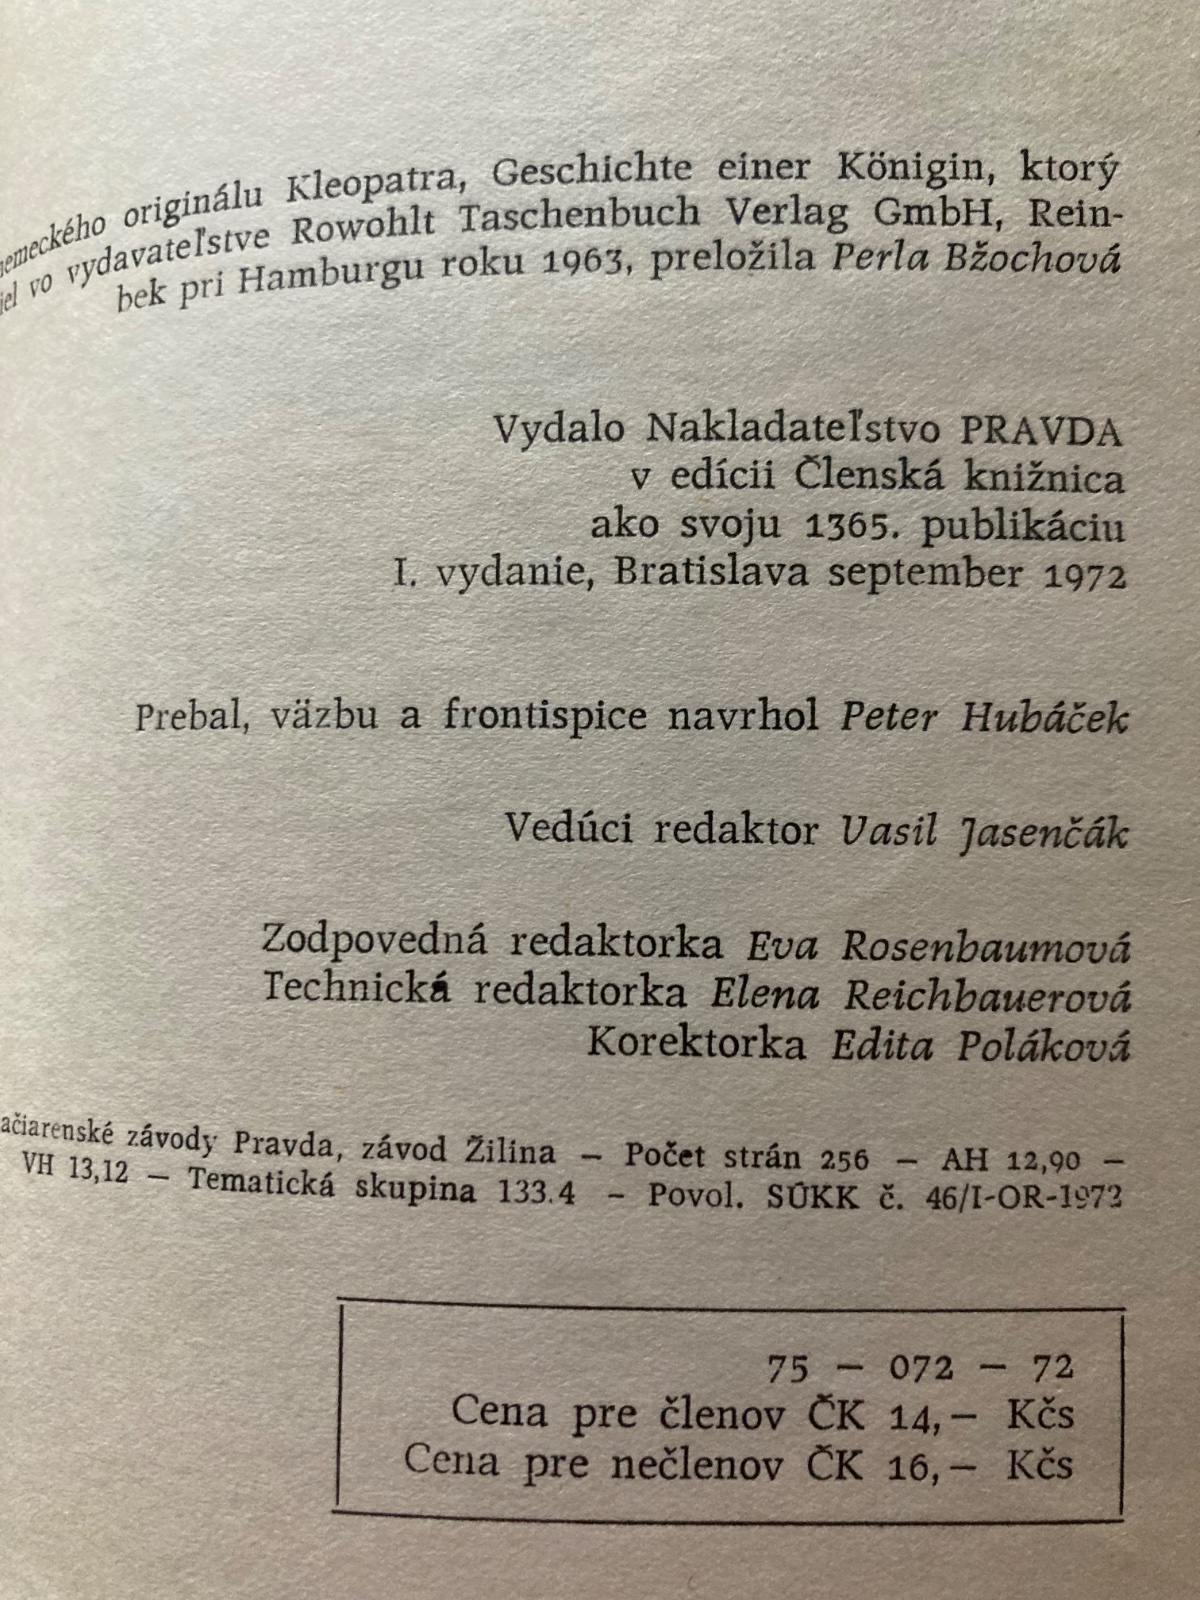 nemeckého originálu Kleopatra, Geschichte einer Königin, ktorý
vo vydavateľstve Rowohlt Taschenbuch Verlag GmbH, Rein-
bek pri Hamburgu roku 1963, preložila Perla Bžochová
Vydalo Nakladateľstvo PRAVDA
v edícii Členská knižnica
ako svoju 1365. publikáciu
I. vydanie, Bratislava september 1972
Prebal, väzbu a frontispice navrhol Peter Hubáček
Vedúci redaktor Vasil Jasenčák
Zodpovedná redaktorka Eva Rosenbaumová
Technická redaktorka Elena Reichbauerová
Korektorka Edita Poláková
ačiarenské závody Pravda, závod Žilina — Počet strán 256 — AH 12,90 —
VH 13,12 — Tematická skupina 133.4 — Povol. SÚKK č. 46/I-OR-1972
75 — 072 — 72
Cena pre členov ČK 14,— Kčs
Cena pre nečlenov ČK 16,— Kčs